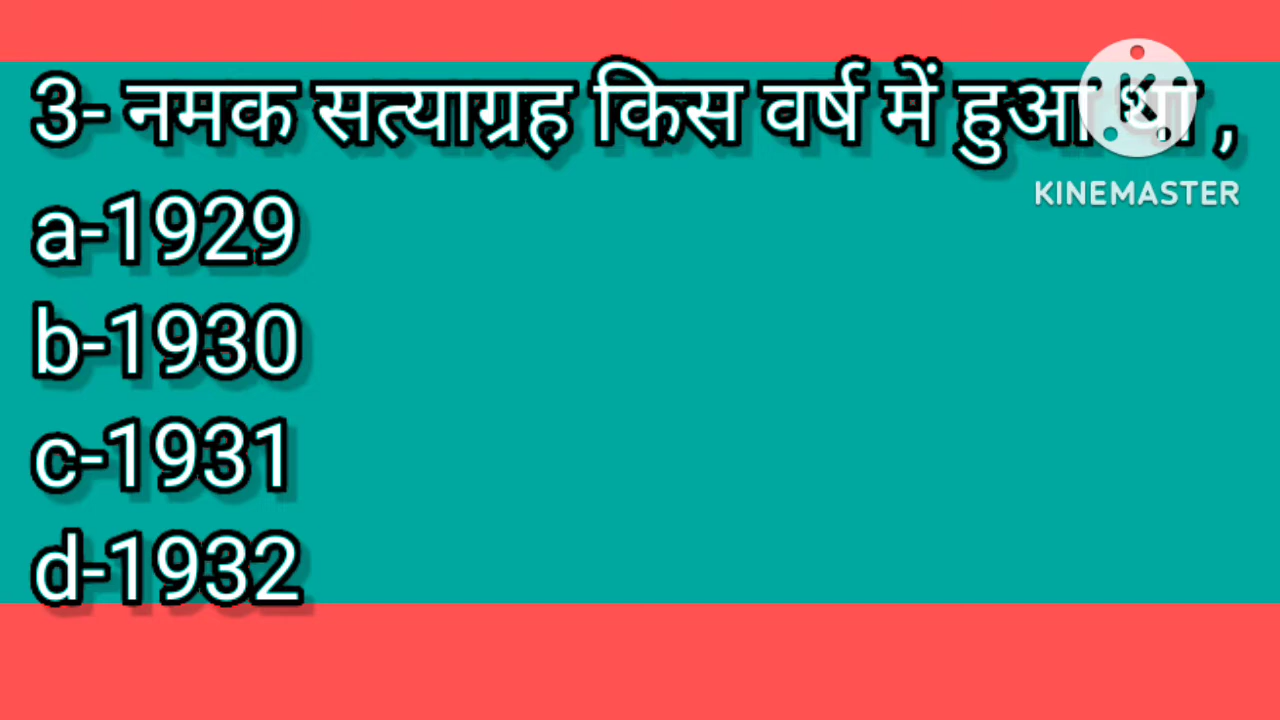 3- नमक सत्याग्रह किस वर्ष में हुआ था ,
KINEMASTER
a-1929
b-1930
c-1931
d-1932